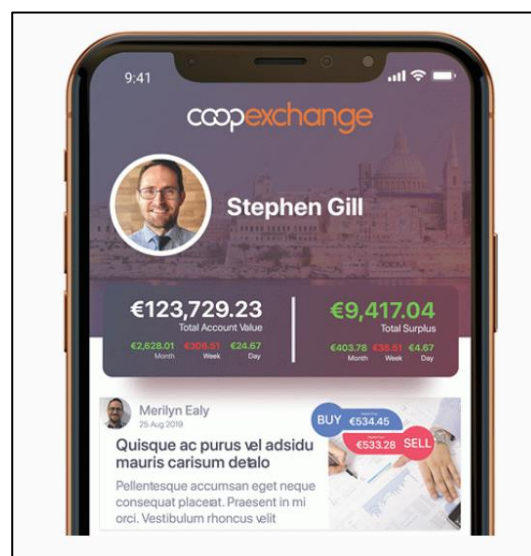 9:41
coopexchange
Stephen Gill
€123,729.23
Total Account Value
€2,628.01 €309.51 €24.67
Month Week Day
€9,417.04
Total Surplus
€403.78 €36.51 €4.67
Month Week Day
Merilyn Ealy
25 Aug 2019
BUY €534.45
€533.28 SELL
Quisque ac purus vel adsidu
mauris carisum detalo
Pellentesque accumsan eget neque
consequat placerat. Praesent in mi
orci. Vestibulum rhoncus velit